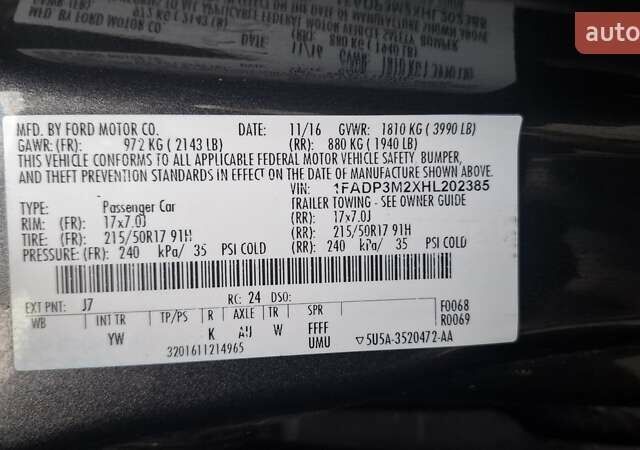 auto
MFD. BY FORD MOTOR CO. 11/16 GVWR: 1810 KG ( 3990 LB)
GAWR: (FR): 972 KG ( 2143 LB) (RR): 880 KG ( 1940 LB)
THIS VEHICLE CONFORMS TO ALL APPLICABLE FEDERAL MOTOR VEHICLE SAFETY, BUMPER,
AND THEFT PREVENTION STANDARDS IN EFFECT ON THE DATE OF MANUFACTURE SHOWN ABOVE.
VIN: 1FADP3M2XHL202385
TYPE: Passenger Car TRAILER TOWING - SEE OWNER GUIDE
RIM: (FR): 17x7.0J (RR): 17x7.0J
TIRE: (FR): 215/50R17 91H (RR): 215/50R17 91H
PRESSURE: (FR): 240 kPa/ 35 PSI COLD (RR): 240 kPa/ 35 PSI COLD
EXT PNT: J7 RC: 24 DSO: F0068
WB INT TR TP/PS R AXLE TR SPR R0069
YW K AU W FFFF
3201611214965 UMU ▽5U5A-3520472-AA